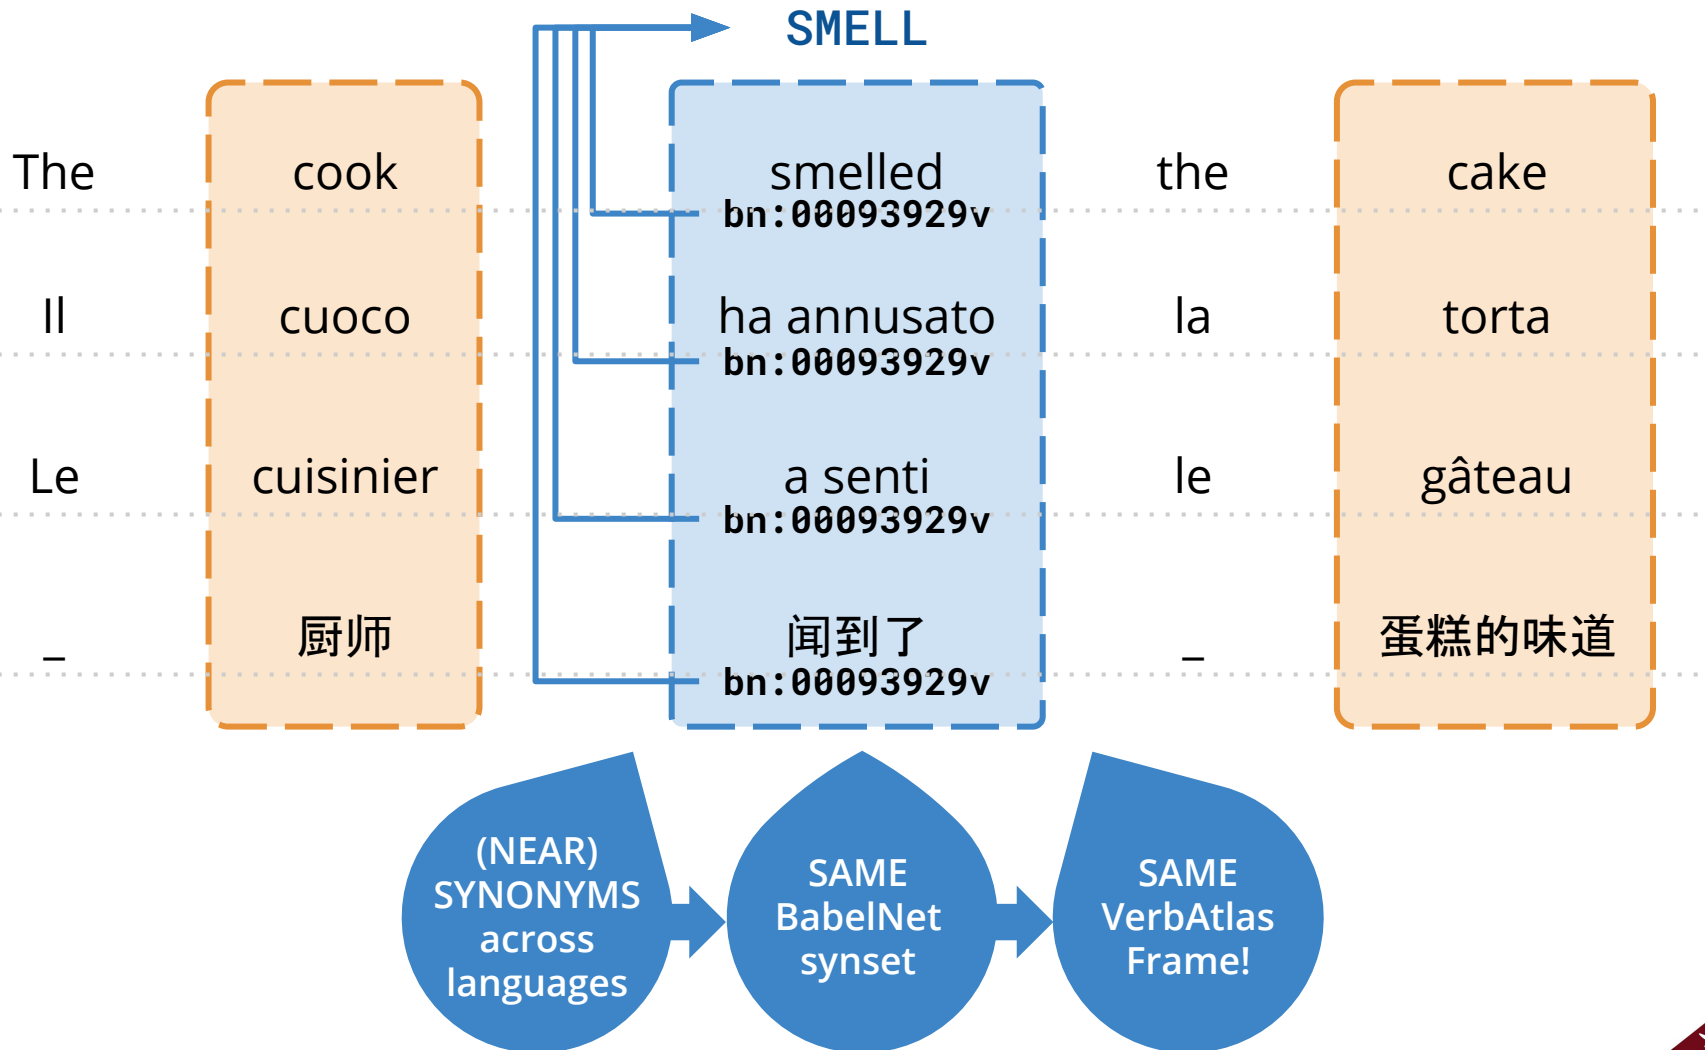 SMELL
The cook smelled the cake
bn:00093929v
Il cuoco ha annusato la torta
bn:00093929v
Le cuisinier a senti le gâteau
bn:00093929v
_ 厨师 闻到了 _ 蛋糕的味道
bn:00093929v
(NEAR)
SYNONYMS
across
languages
SAME
BabelNet
synset
SAME
VerbAtlas
Frame!